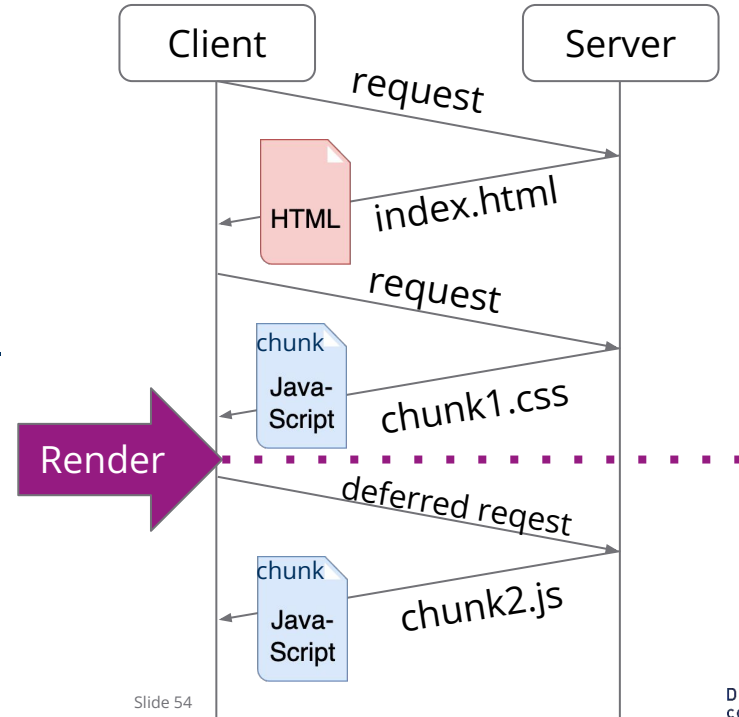 Client
Server
request
HTML
index.html
request
chunk
Java-
Script
chunk1.css
Render
deferred reqest
chunk
Java-
Script
chunk2.js
Slide 54
D